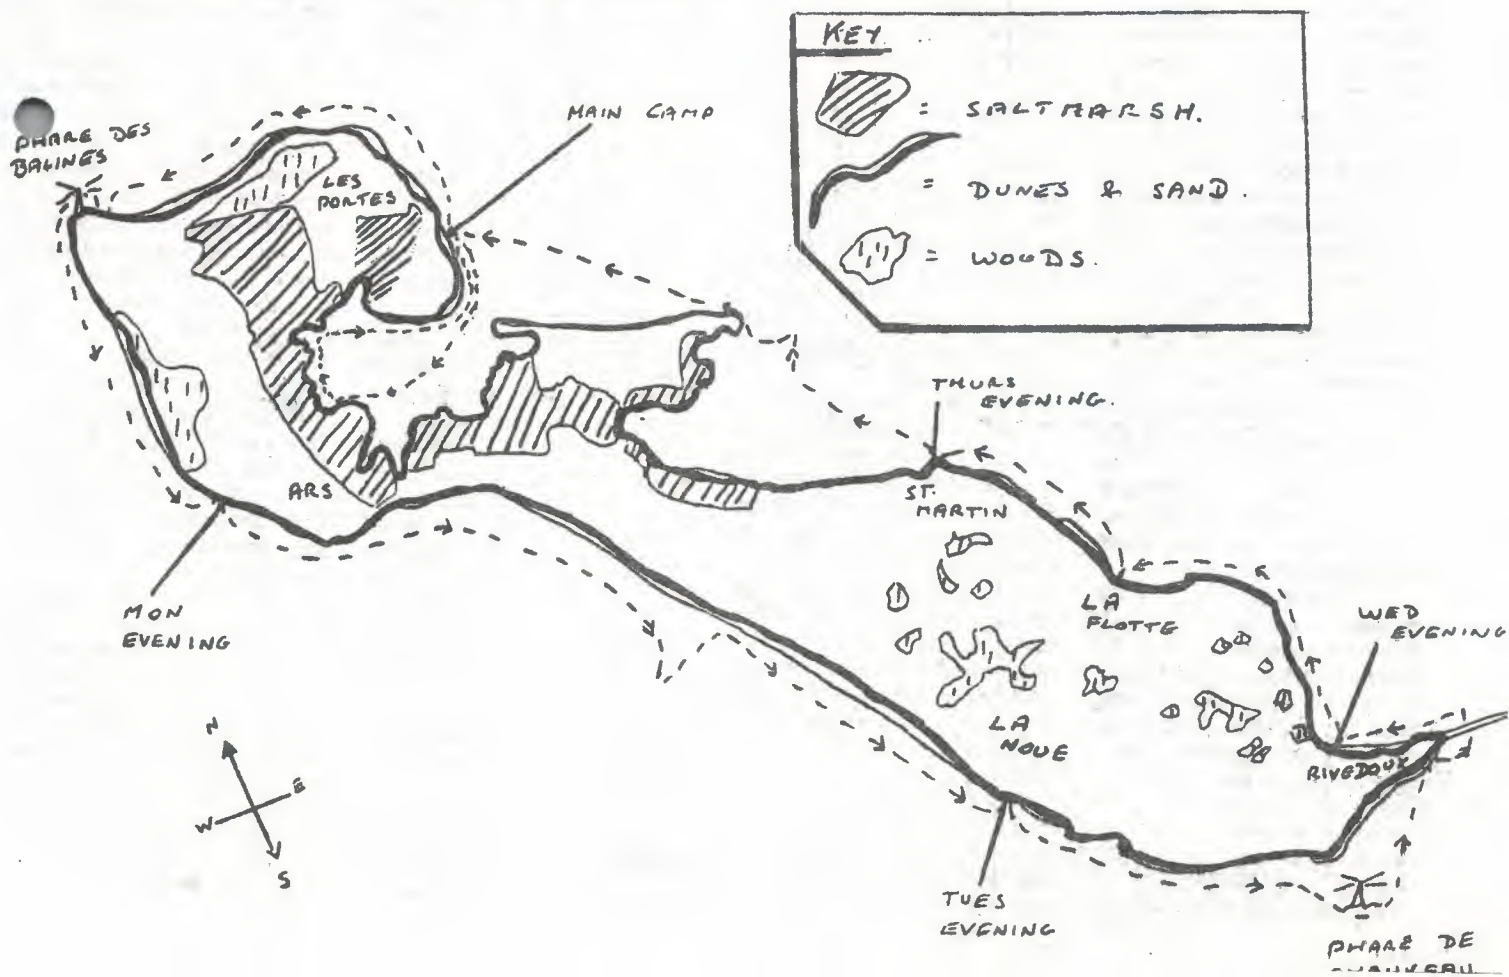 KEY
= SALTMARSH.
= DUNES & SAND.
= WOODS.
MAIN CAMP
PHARE DES
BALINES
LES
PORTES
THURS
EVENING.
ARS
ST.
MARTIN
MON
EVENING
LA
FLOTTE
WED
EVENING
LA
NOUE
RIVEDOUX
N
E
W
S
TUES
EVENING
PHARE DE